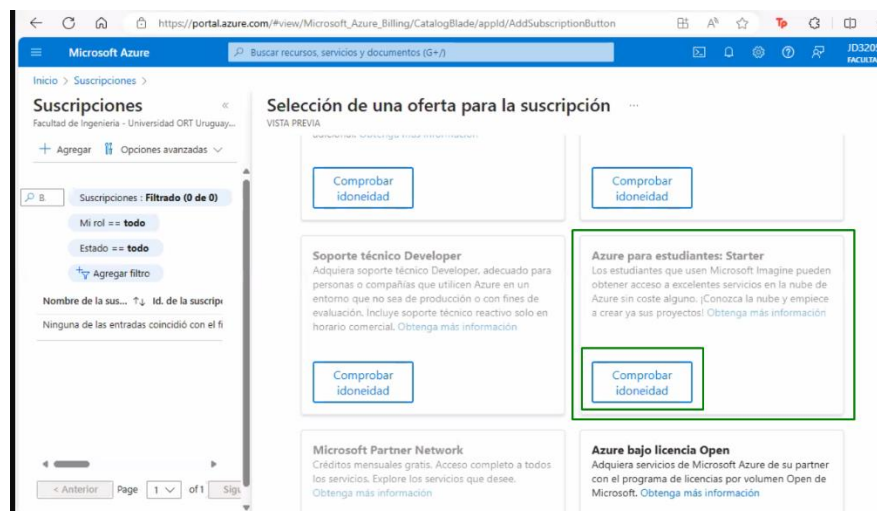 https://portal.azure.com/#view/Microsoft_Azure_Billing/CatalogBlade/appId/AddSubscriptionButton
Microsoft Azure
Buscar recursos, servicios y documentos (G+/)
JD3205
FACULTA
Inicio > Suscripciones >
Suscripciones
Facultad de Ingenieria - Universidad ORT Uruguay...
Agregar
Opciones avanzadas
B
Suscripciones : Filtrado (0 de 0)
Mi rol == todo
Estado == todo
Agregar filtro
Nombre de la sus... ↑↓ Id. de la suscripc
Ninguna de las entradas coincidió con el fi
< Anterior Page 1 of 1 Sigu
Selección de una oferta para la suscripción ...
VISTA PREVIA
Comprobar
idoneidad
Comprobar
idoneidad
Soporte técnico Developer
Adquiera soporte técnico Developer, adecuado para
personas o compañías que utilicen Azure en un
entorno que no sea de producción o con fines de
evaluación. Incluye soporte técnico reactivo solo en
horario comercial. Obtenga más información
Comprobar
idoneidad
Azure para estudiantes: Starter
Los estudiantes que usen Microsoft Imagine pueden
obtener acceso a excelentes servicios en la nube de
Azure sin coste alguno. ¡Conozca la nube y empiece
a crear ya sus proyectos! Obtenga más información
Comprobar
idoneidad
Microsoft Partner Network
Créditos mensuales gratis. Acceso completo a todos
los servicios. Explore los servicios que desee.
Obtenga más información
Azure bajo licencia Open
Adquiera servicios de Microsoft Azure de su partner
con el programa de licencias por volumen Open de
Microsoft. Obtenga más información